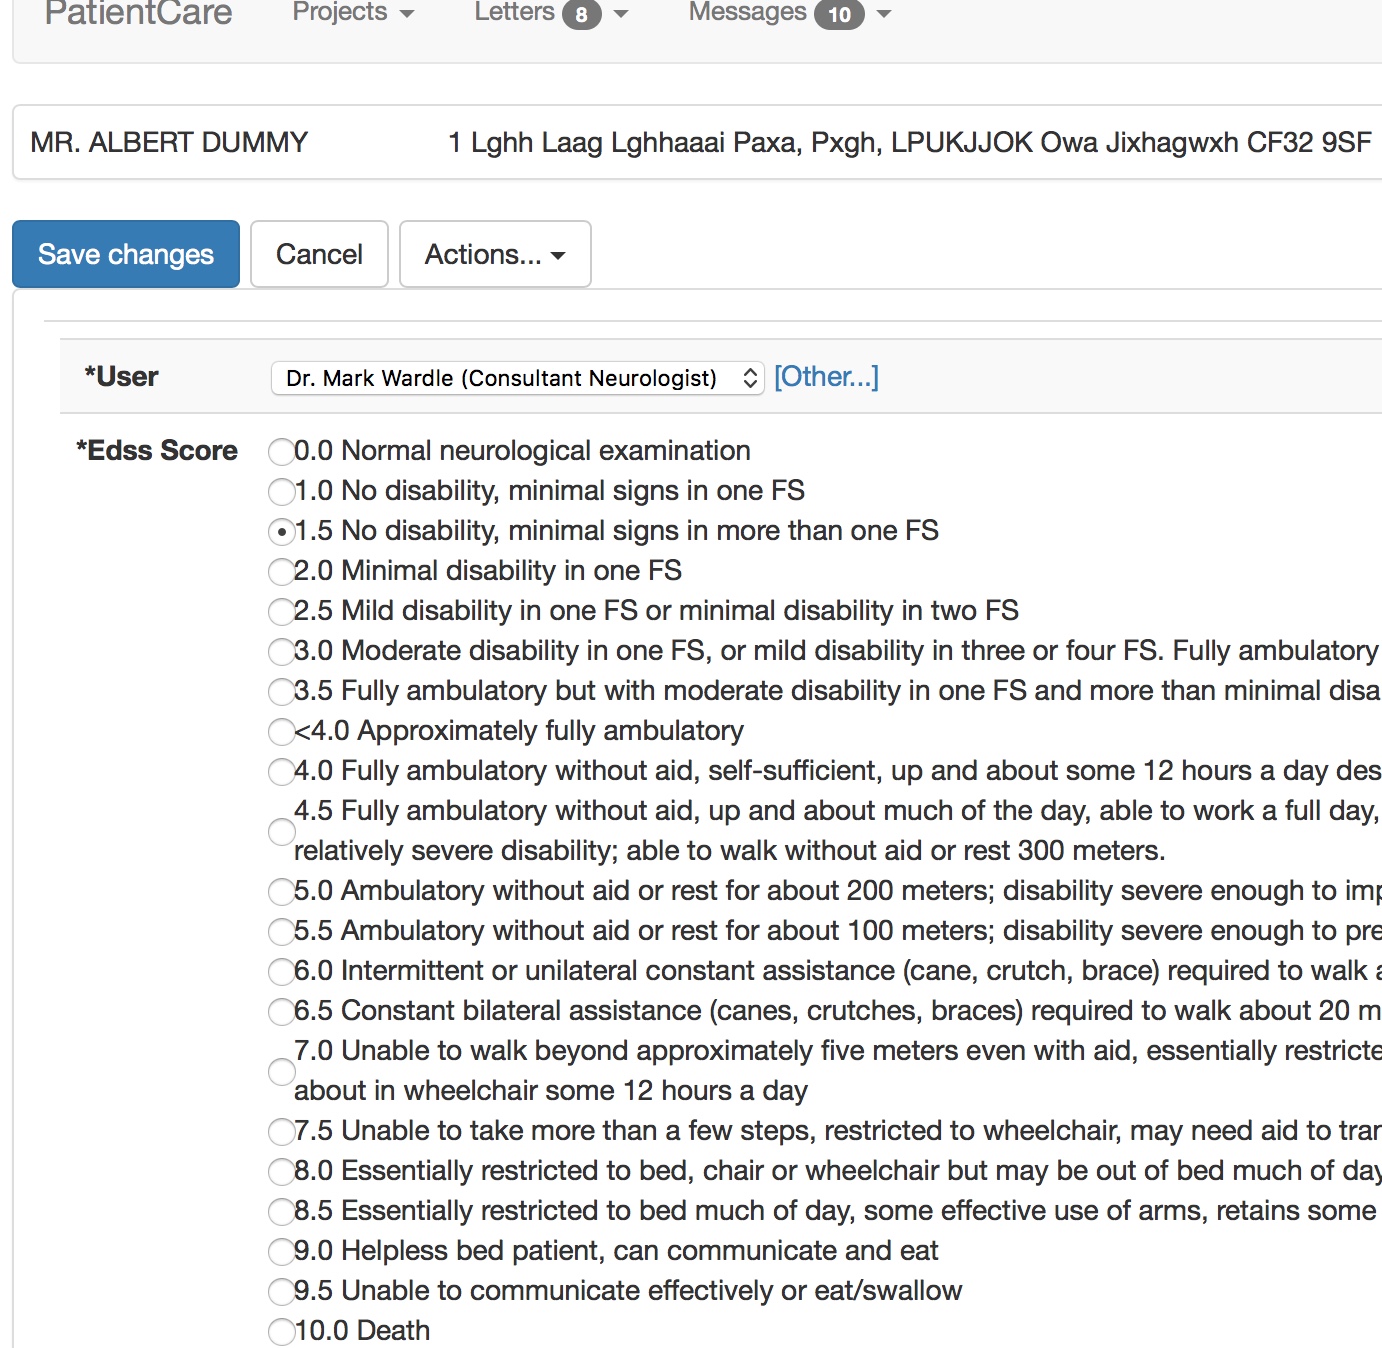 PatientCare Projects Letters 8 Messages 10
MR. ALBERT DUMMY 1 Lghh Laag Lghhaaai Paxa, Pxgh, LPUKJJOK Owa Jixhagwxh CF32 9SF
Save changes Cancel Actions...
*User Dr. Mark Wardle (Consultant Neurologist) [Other...]
*Edss Score 0.0 Normal neurological examination
1.0 No disability, minimal signs in one FS
1.5 No disability, minimal signs in more than one FS
2.0 Minimal disability in one FS
2.5 Mild disability in one FS or minimal disability in two FS
3.0 Moderate disability in one FS, or mild disability in three or four FS. Fully ambulatory
3.5 Fully ambulatory but with moderate disability in one FS and more than minimal disa
<4.0 Approximately fully ambulatory
4.0 Fully ambulatory without aid, self-sufficient, up and about some 12 hours a day des
4.5 Fully ambulatory without aid, up and about much of the day, able to work a full day,
relatively severe disability; able to walk without aid or rest 300 meters.
5.0 Ambulatory without aid or rest for about 200 meters; disability severe enough to imp
5.5 Ambulatory without aid or rest for about 100 meters; disability severe enough to pre
6.0 Intermittent or unilateral constant assistance (cane, crutch, brace) required to walk a
6.5 Constant bilateral assistance (canes, crutches, braces) required to walk about 20 m
7.0 Unable to walk beyond approximately five meters even with aid, essentially restricte
about in wheelchair some 12 hours a day
7.5 Unable to take more than a few steps, restricted to wheelchair, may need aid to tran
8.0 Essentially restricted to bed, chair or wheelchair but may be out of bed much of day
8.5 Essentially restricted to bed much of day, some effective use of arms, retains some
9.0 Helpless bed patient, can communicate and eat
9.5 Unable to communicate effectively or eat/swallow
10.0 Death